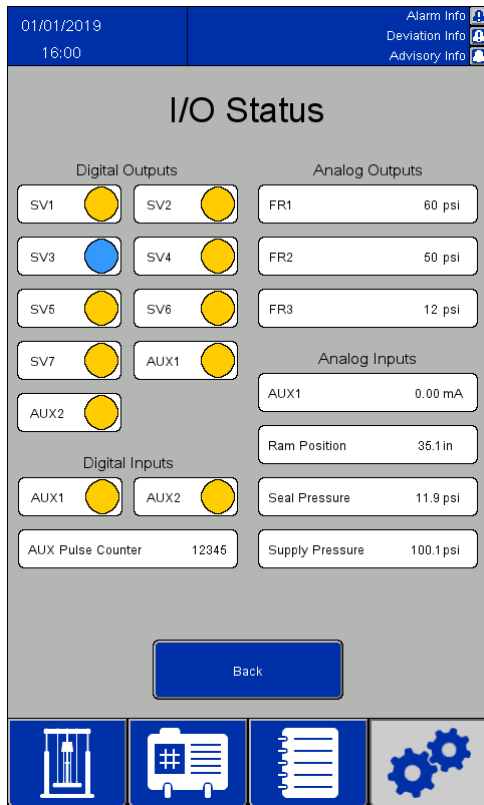 01/01/2019
16:00
Alarm Info
Deviation Info
Advisory Info
I/O Status
Digital Outputs
SV1
SV2
SV3
SV4
SV5
SV6
SV7
AUX1
AUX2
Digital Inputs
AUX1
AUX2
AUX Pulse Counter 12345
Analog Outputs
FR1 60 psi
FR2 50 psi
FR3 12 psi
Analog Inputs
AUX1 0.00 mA
Ram Position 35.1 in
Seal Pressure 11.9 psi
Supply Pressure 100.1 psi
Back